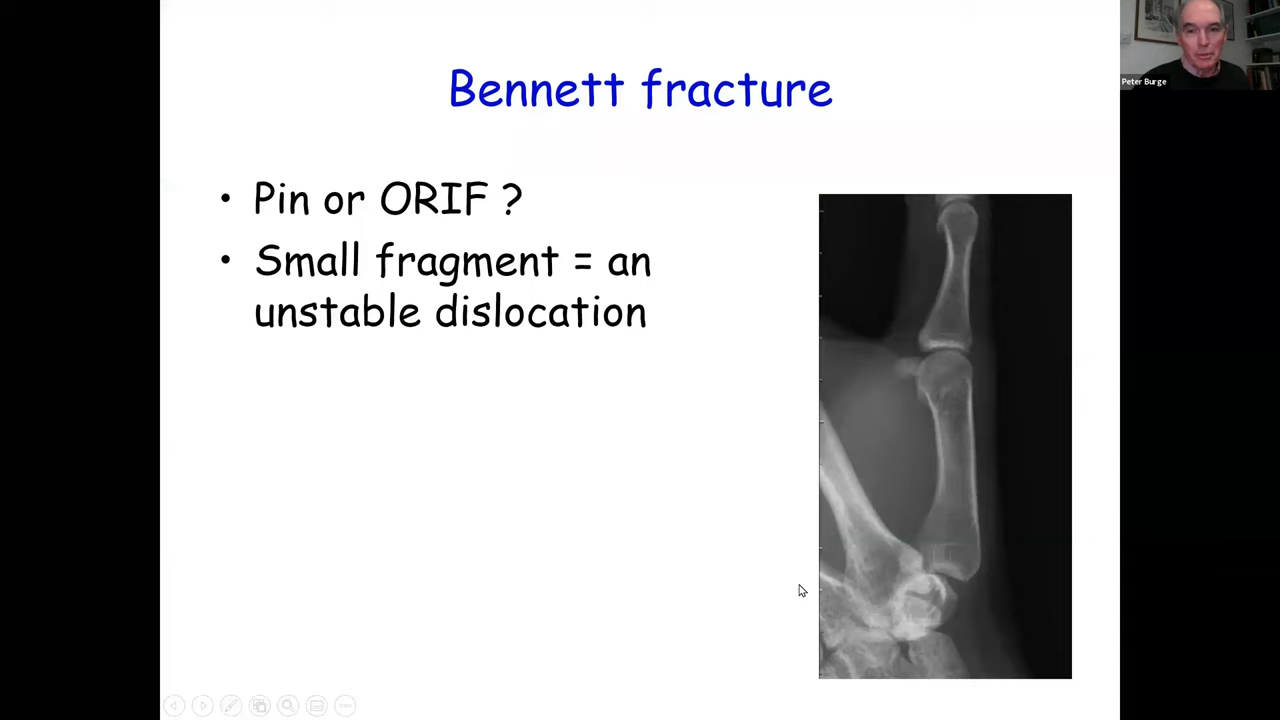 Bennett fracture
Peter Burge
• Pin or ORIF ?
• Small fragment = an
unstable dislocation